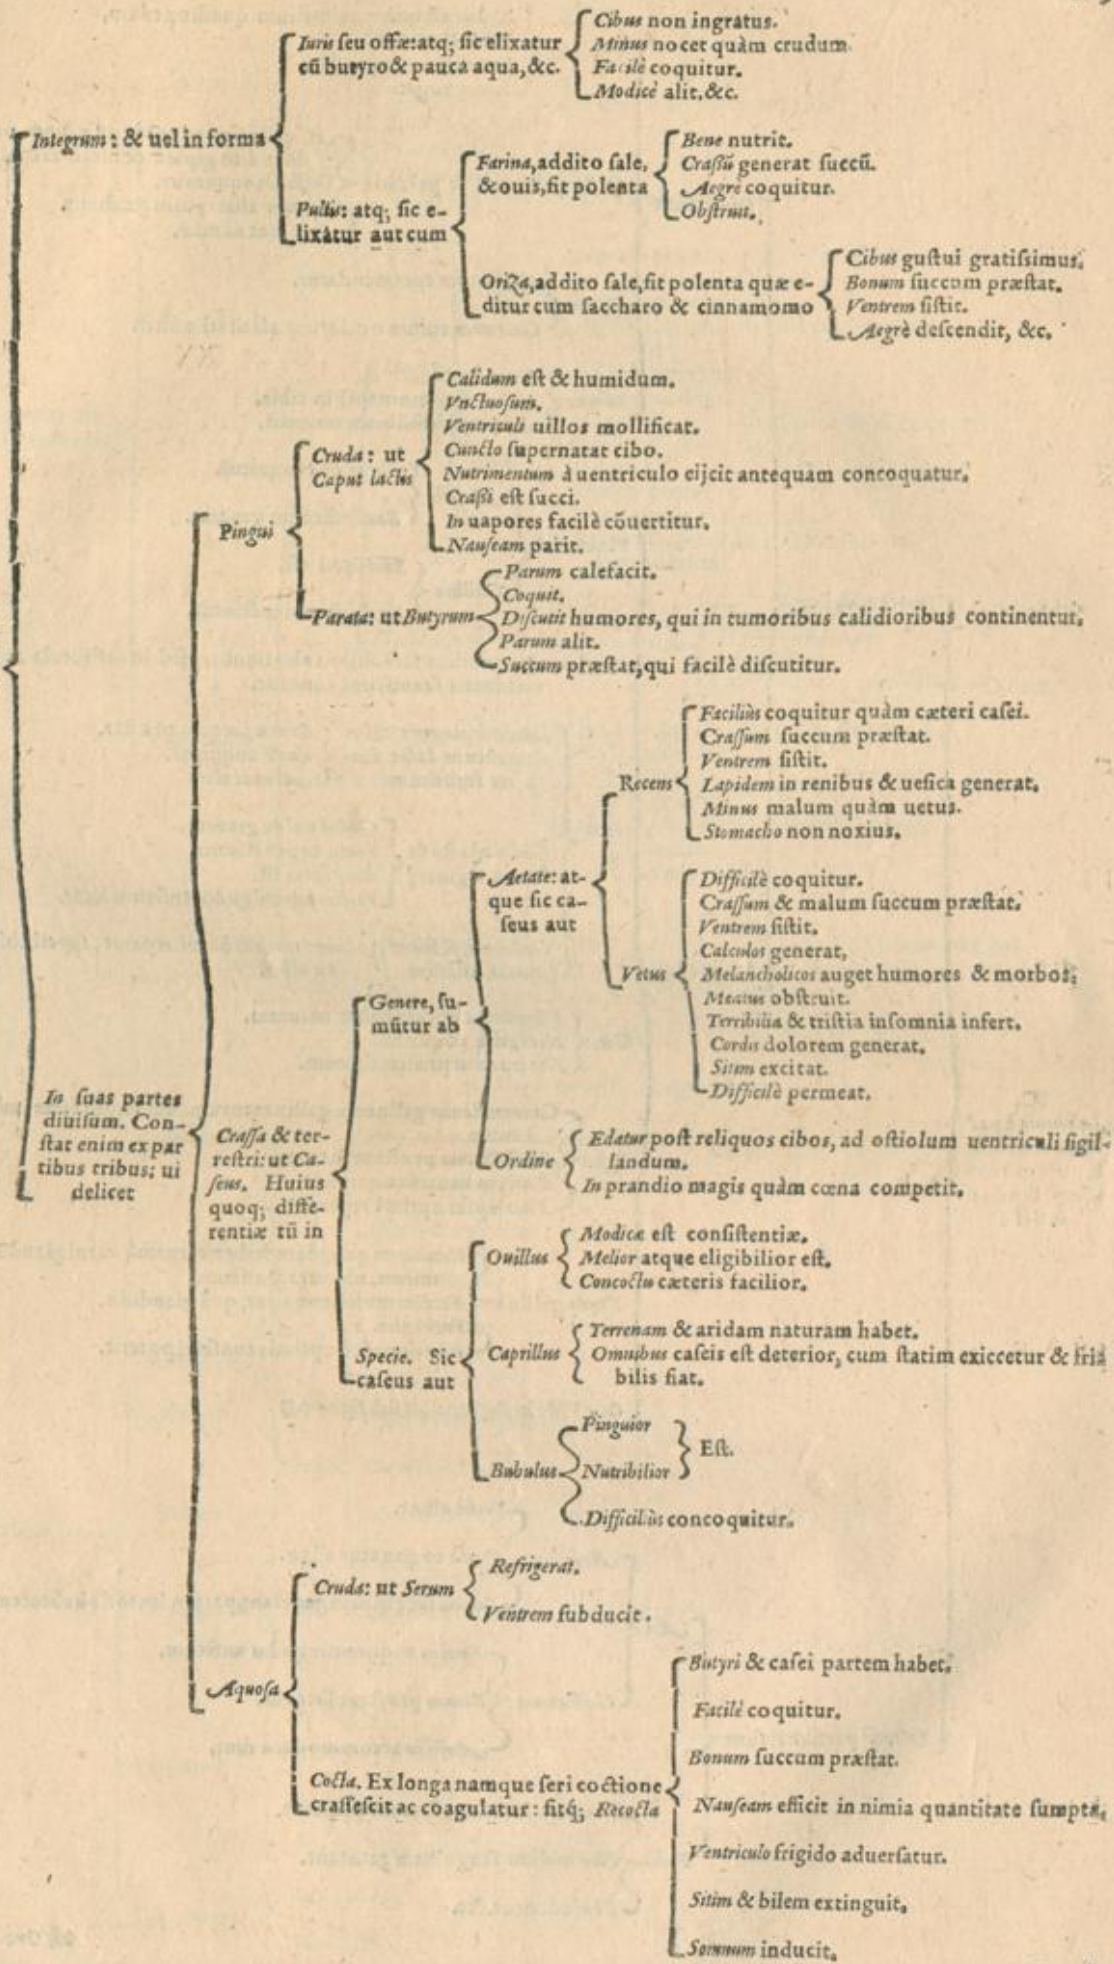 Integrum: & uel in forma
Iuris seu offæ: atq; sic elixatur
cū butyro & pauca aqua, &c.
Cibus non ingratus.
Minus nocet quàm crudum.
Facilè coquitur.
Modicè alit, &c.
Pultis: atq; sic e-
lixātur aut cum
Farina, addito sale,
& ouis, fit polenta
Bene nutrit.
Crassū generat succū.
Aegrè coquitur.
Obstruit.
Oriza, addito sale, fit polenta quæ e-
ditur cum saccharo & cinnamomo
Cibus gustui gratissimus.
Bonum succum præstat.
Ventrem sistit.
Aegrè descendit, &c.
In suas partes
diuisum. Con-
stat enim ex par
tibus tribus; ui
delicet
Pingui
Cruda: ut
Caput lactis
Calidum est & humidum.
Vnctuosum.
Ventriculi uillos mollificat.
Cuncto supernatat cibo.
Nutrimentum à uentriculo eijcit antequam concoquatur.
Crassi est succi.
In uapores facilè cōuertitur.
Nauseam parit.
Parata: ut Butyrum
Parum calefacit.
Coquit.
Discutit humores, qui in tumoribus calidioribus continentur.
Parum alit.
Succum præstat, qui facilè discutitur.
Crassa & ter-
restri: ut Ca-
seus. Huius
quoq; diffe-
rentiæ tū in
Genere, su-
mūtur ab
Aetate: at-
que sic ca-
seus aut
Recens
Faciliùs coquitur quàm cæteri casei.
Crassum succum præstat.
Ventrem sistit.
Lapidem in renibus & uesica generat.
Minus malum quàm uetus.
Stomacho non noxius.
Vetus
Difficilè coquitur.
Crassum & malum succum præstat.
Ventrem sistit.
Calculos generat,
Melancholicos auget humores & morbos.
Meatus obstruit.
Terribilia & tristia insomnia infert.
Cordis dolorem generat.
Sitim excitat.
Difficilè permeat.
Ordine
Edatur post reliquos cibos, ad ostiolum uentriculi sigil-
landum.
In prandio magis quàm cœna competit.
Specie. Sic
caseus aut
Ouillus
Modicæ est consistentiæ.
Melior atque eligibilior est.
Concoctu cæteris facilior.
Caprillus
Terrenam & aridam naturam habet.
Omnibus caseis est deterior, cum statim exiccetur & fria
bilis fiat.
Bubulus
Pinguior
Nutribilior
Est.
Difficiliùs concoquitur.
Aquosa
Cruda: ut Serum
Refrigerat.
Ventrem subducit.
Cocta. Ex longa namque seri coctione
crassescit ac coagulatur: fitq́; Recocta
Butyri & casei partem habet.
Facilè coquitur.
Bonum succum præstat.
Nauseam efficit in nimia quantitate sumpta.
Ventriculo frigido aduersatur.
Sitim & bilem extinguit.
Somnum inducit.